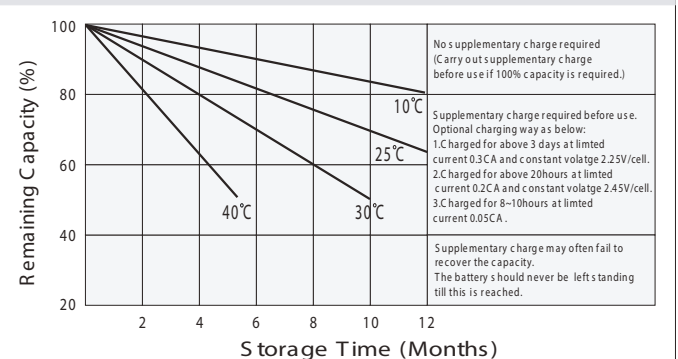 Remaining Capacity (%)
100
80
60
40
20
2 4 6 8 10 12
Storage Time (Months)
10℃
25℃
30℃
40℃
No supplementary charge required
(Carry out supplementary charge
before use if 100% capacity is required.)
Supplementary charge required before use.
Optional charging way as below:
1.Charged for above 3 days at limted
current 0.3CA and constant volatge 2.25V/cell.
2.Charged for above 20hours at limted
current 0.2CA and constant volatge 2.45V/cell.
3.Charged for 8~10hours at limted
current 0.05CA.
Supplementary charge may often fail to
recover the capacity.
The battery should never be left standing
till this is reached.